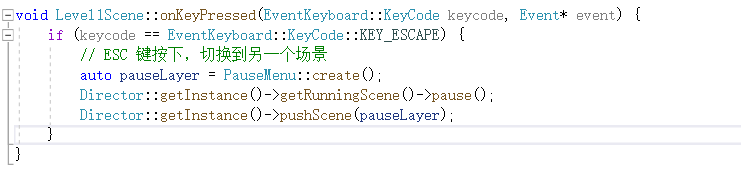 void Level1Scene::onKeyPressed(EventKeyboard::KeyCode keycode, Event* event) {
if (keycode == EventKeyboard::KeyCode::KEY_ESCAPE) {
// ESC 键按下，切换到另一个场景
auto pauseLayer = PauseMenu::create();
Director::getInstance()->getRunningScene()->pause();
Director::getInstance()->pushScene(pauseLayer);
}
}